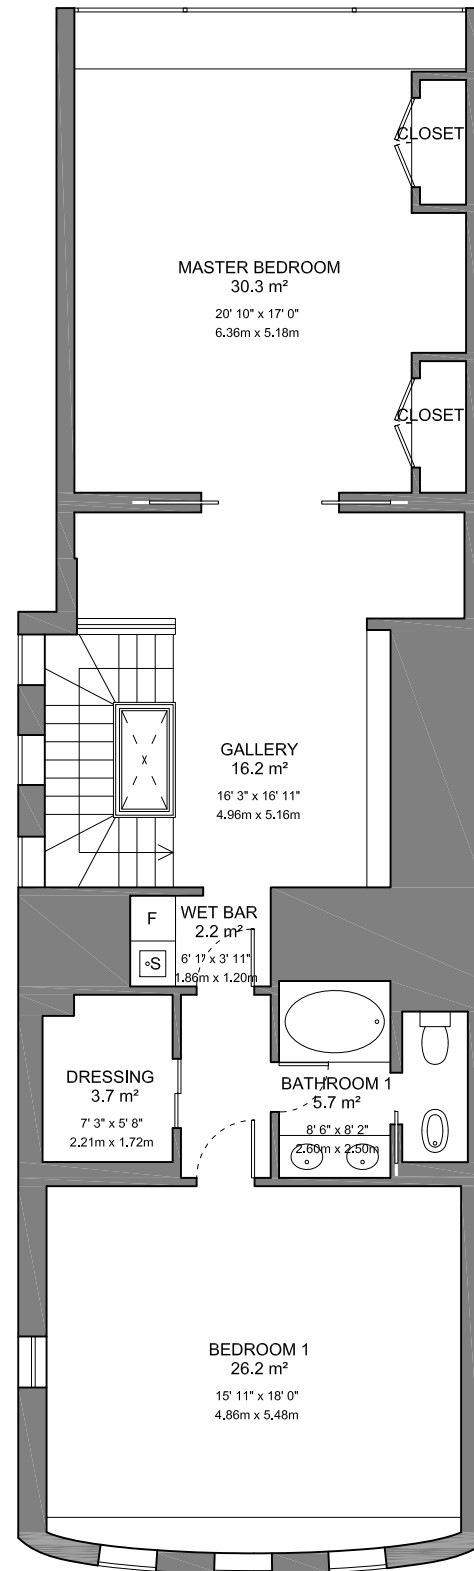 CLOSET
MASTER BEDROOM
30.3 m²
20' 10" x 17' 0"
6.36m x 5.18m
CLOSET
GALLERY
16.2 m²
16' 3" x 16' 11"
4.96m x 5.16m
F
WET BAR
2.2 m²
S
6' 1" x 3' 11"
1.86m x 1.20m
DRESSING
3.7 m²
7' 3" x 5' 8"
2.21m x 1.72m
BATHROOM 1
5.7 m²
8' 6" x 8' 2"
2.60m x 2.50m
BEDROOM 1
26.2 m²
15' 11" x 18' 0"
4.86m x 5.48m